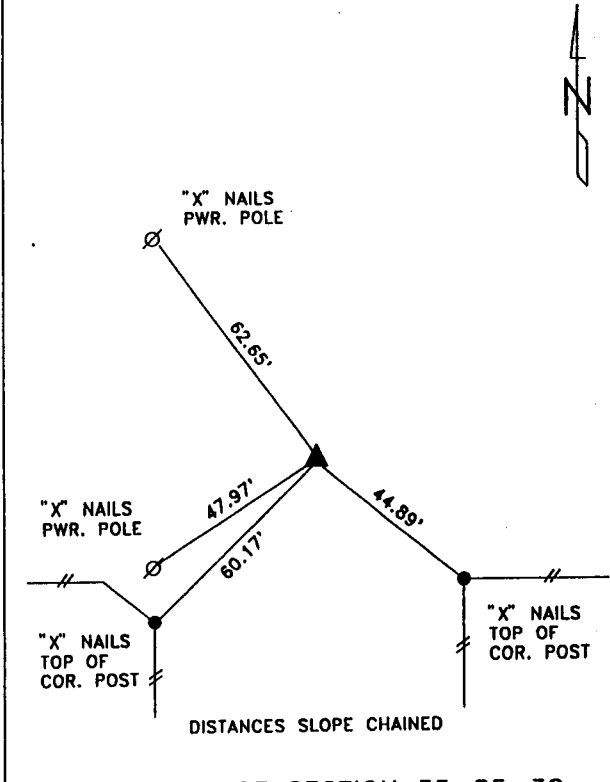 N
"X" NAILS
PWR. POLE
62.65'
47.97'
44.89'
60.17'
"X" NAILS
PWR. POLE
"X" NAILS
TOP OF
COR. POST
"X" NAILS
TOP OF
COR. POST
DISTANCES SLOPE CHAINED